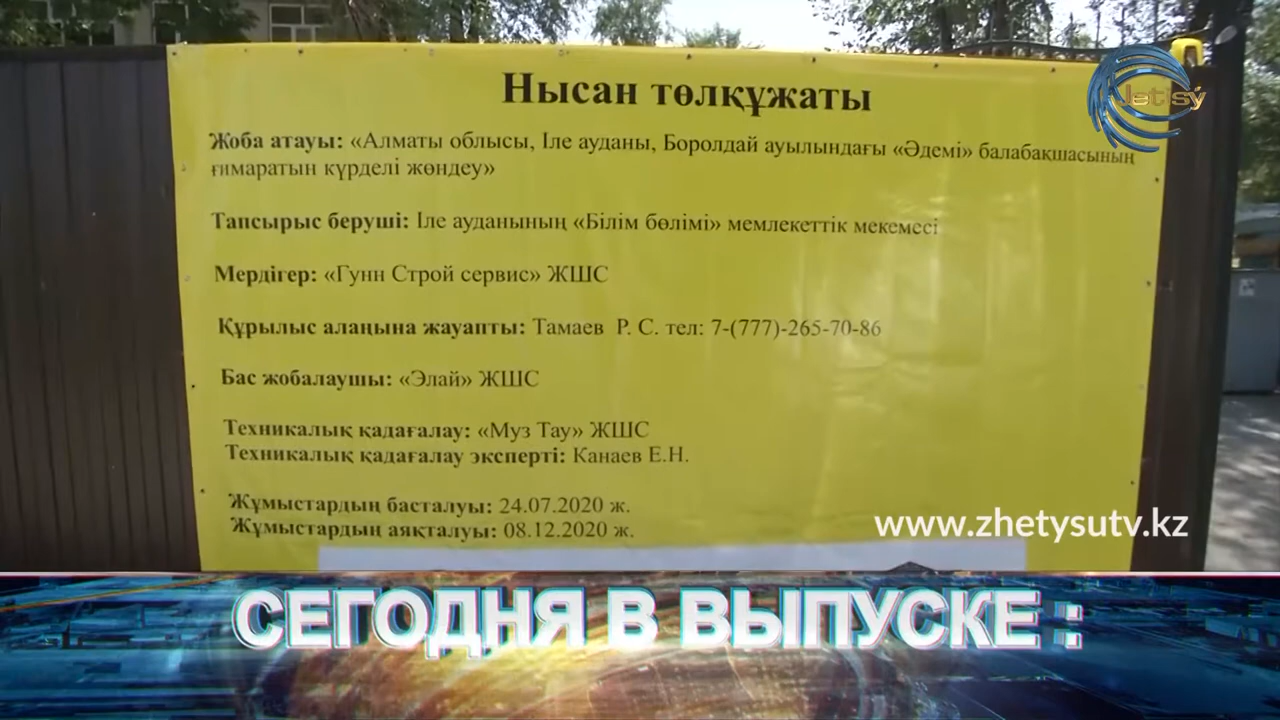 Нысан төлқұжаты
Jetisý
Жоба атауы: «Алматы облысы, Іле ауданы, Боролдай ауылындағы «Әдемі» балабақшасының
ғимаратын күрделі жөндеу»
Тапсырыс беруші: Іле ауданының «Білім бөлімі» мемлекеттік мекемесі
Мердігер: «Гунн Строй сервис» ЖШС
Құрылыс алаңына жауапты: Тамаев Р. С. тел: 7-(777)-265-70-86
Бас жобалаушы: «Элай» ЖШС
Техникалық қадағалау: «Муз Тау» ЖШС
Техникалық қадағалау эксперті: Канаев Е.Н.
Жұмыстардың басталуы: 24.07.2020 ж.
Жұмыстардың аяқталуы: 08.12.2020 ж.
www.zhetysutv.kz
СЕГОДНЯ В ВЫПУСКЕ :